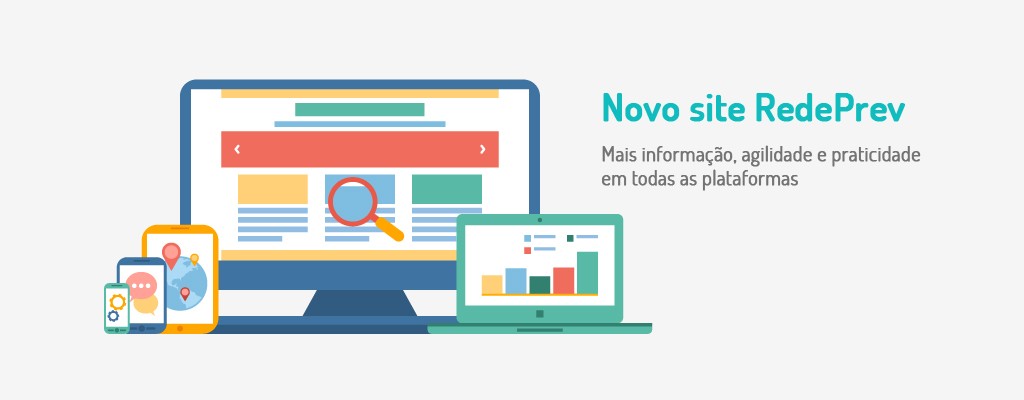 Novo site RedePrev
Mais informação, agilidade e praticidade
em todas as plataformas